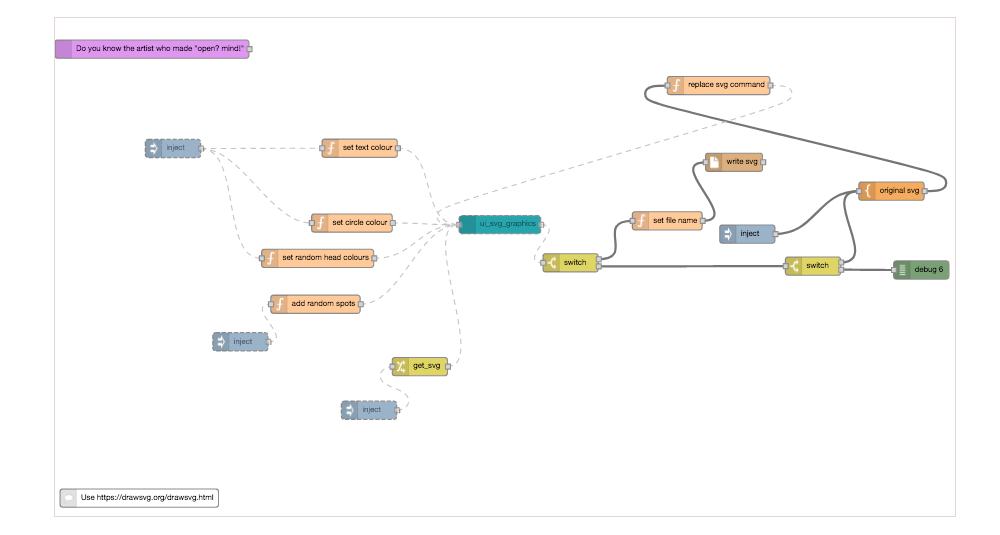 Do you know the artist who made "open? mind!"
replace svg command
inject
set text colour
write svg
original svg
set circle colour
ui_svg_graphics
set file name
inject
set random head colours
switch
switch
debug 6
add random spots
inject
get_svg
inject
Use https://drawsvg.org/drawsvg.html